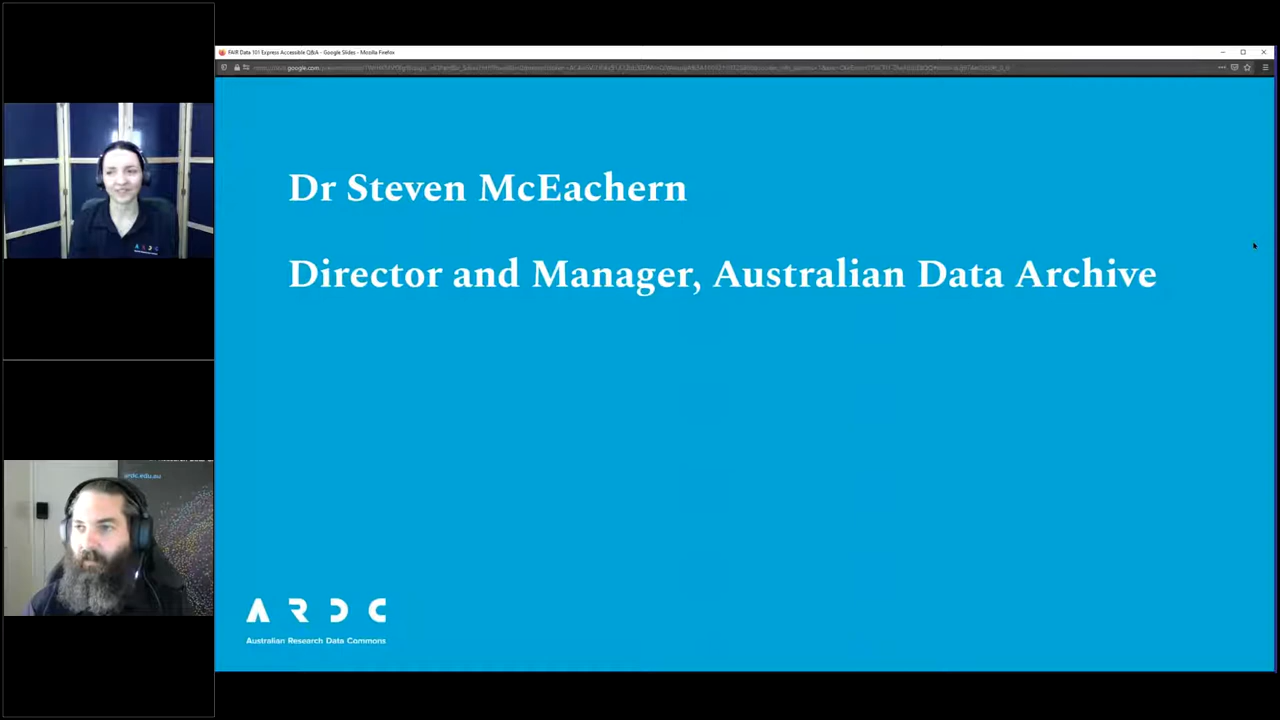 FAIR Data 101 Express Accessible Q&A - Google Slides - Mozilla Firefox
Dr Steven McEachern
Director and Manager, Australian Data Archive
A R D C
Australian Research Data Commons
A R D C
ardc.edu.au